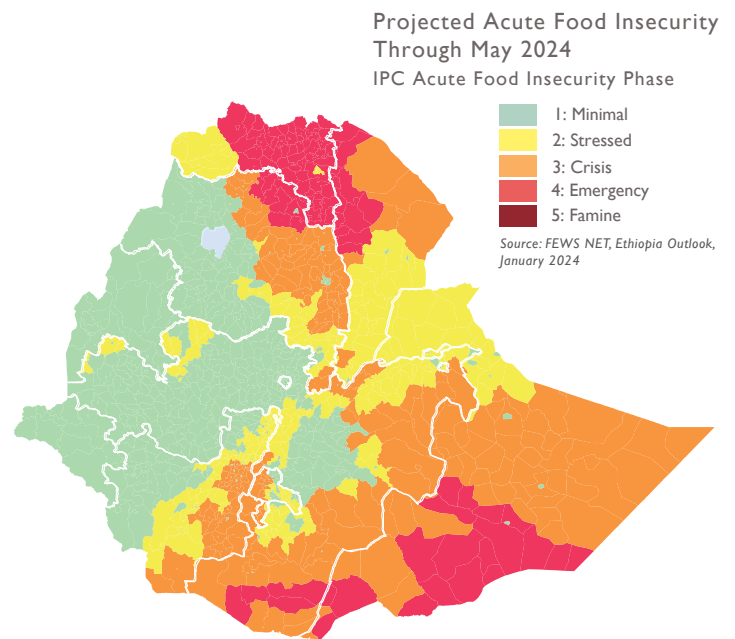 Projected Acute Food Insecurity
Through May 2024
IPC Acute Food Insecurity Phase
1: Minimal
2: Stressed
3: Crisis
4: Emergency
5: Famine
Source: FEWS NET, Ethiopia Outlook,
January 2024